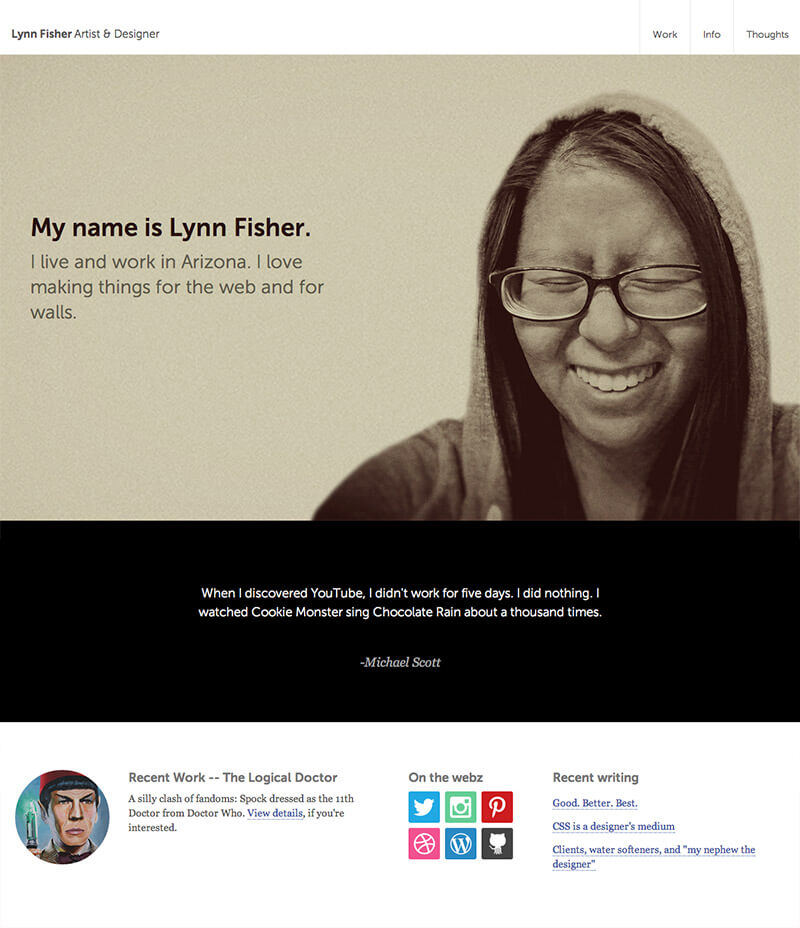 Lynn Fisher Artist & Designer
Work
Info
Thoughts
My name is Lynn Fisher.
I live and work in Arizona. I love
making things for the web and for
walls.
When I discovered YouTube, I didn't work for five days. I did nothing. I
watched Cookie Monster sing Chocolate Rain about a thousand times.
-Michael Scott
Recent Work -- The Logical Doctor
A silly clash of fandoms: Spock dressed as the 11th
Doctor from Doctor Who. View details, if you're
interested.
On the webz
Recent writing
Good. Better. Best.
CSS is a designer's medium
Clients, water softeners, and "my nephew the
designer"